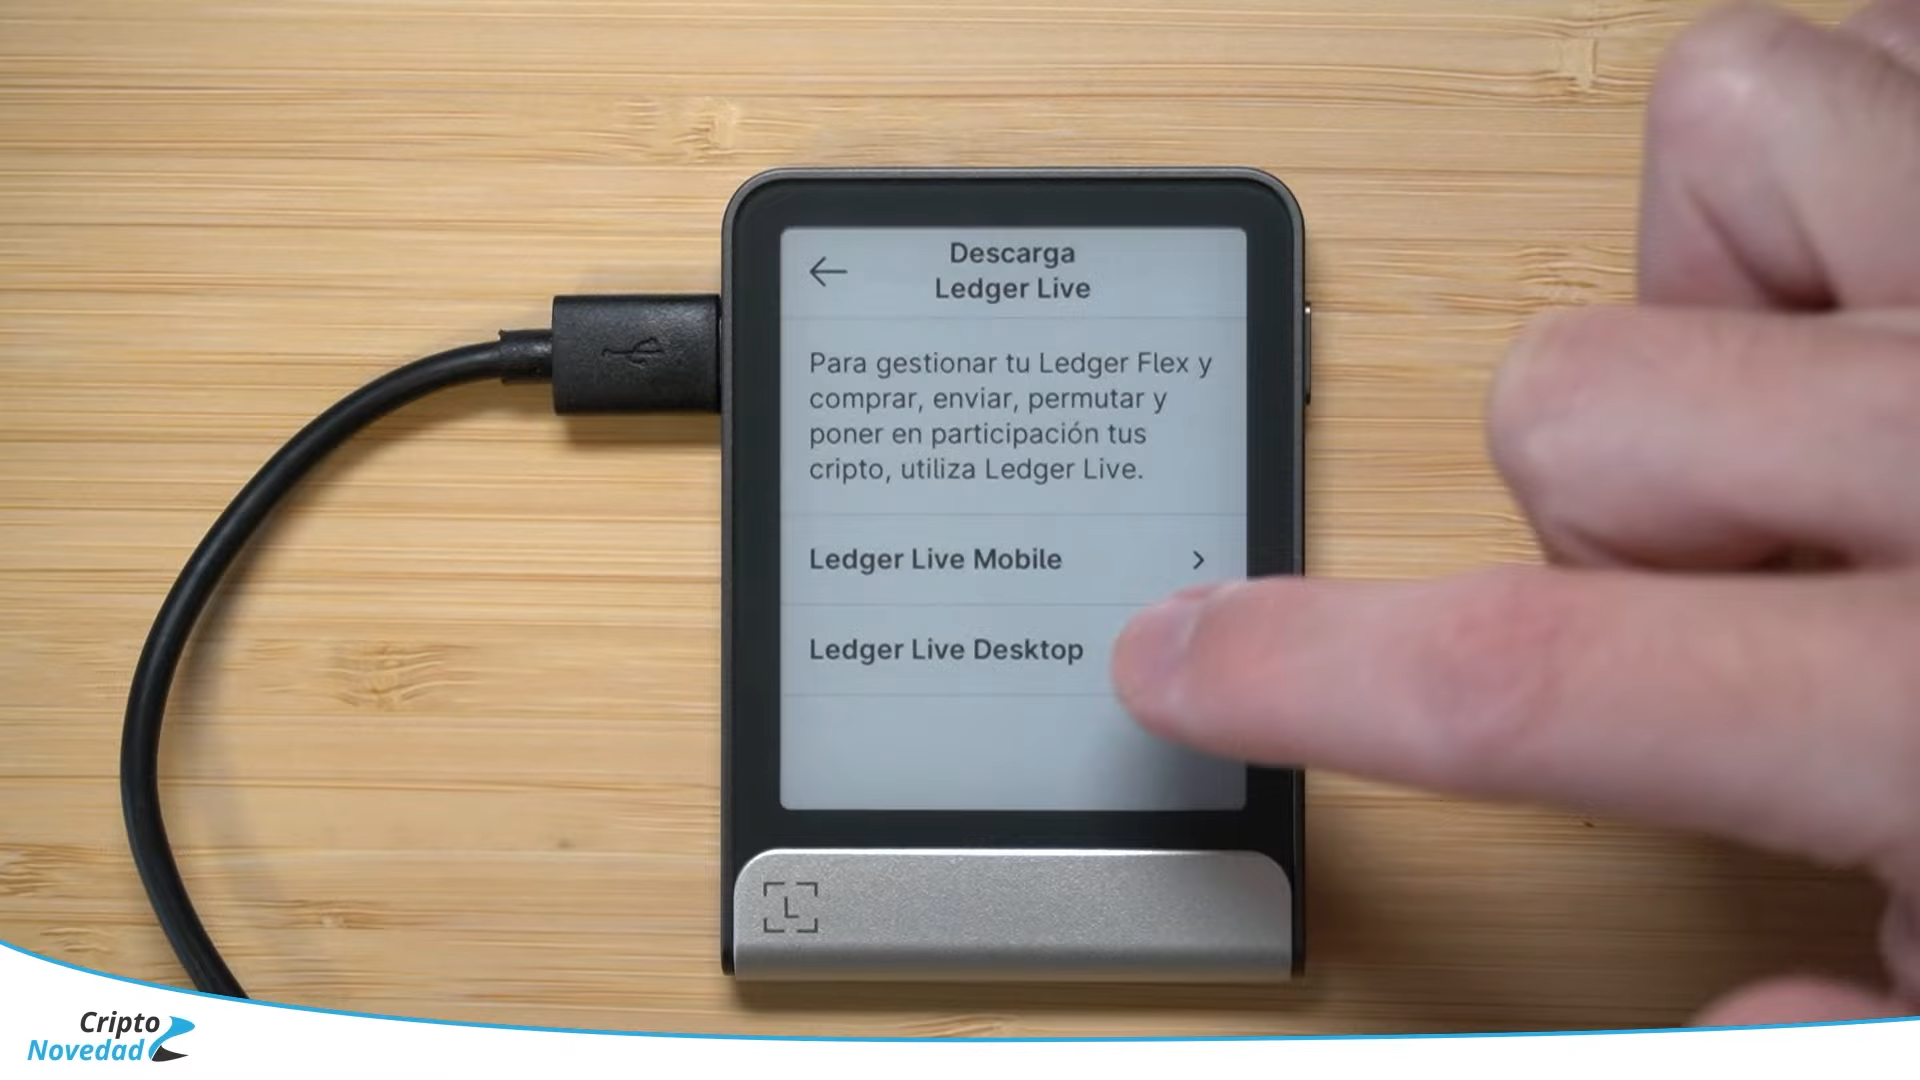 Descarga
Ledger Live
Para gestionar tu Ledger Flex y
comprar, enviar, permutar y
poner en participación tus
cripto, utiliza Ledger Live.
Ledger Live Mobile
Ledger Live Desktop
L
Cripto
Novedad